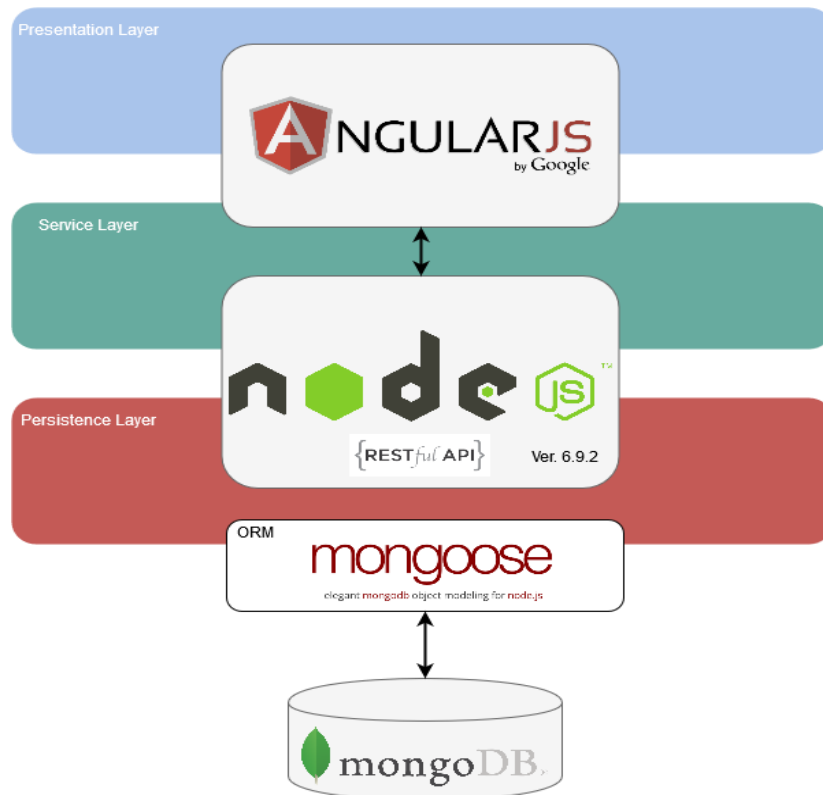 Presentation Layer
ANGULARJS
by Google
Service Layer
node
JS
TM
Persistence Layer
{RESTful API}
Ver. 6.9.2
ORM
mongoose
elegant mongodb object modeling for node.js
mongoDB